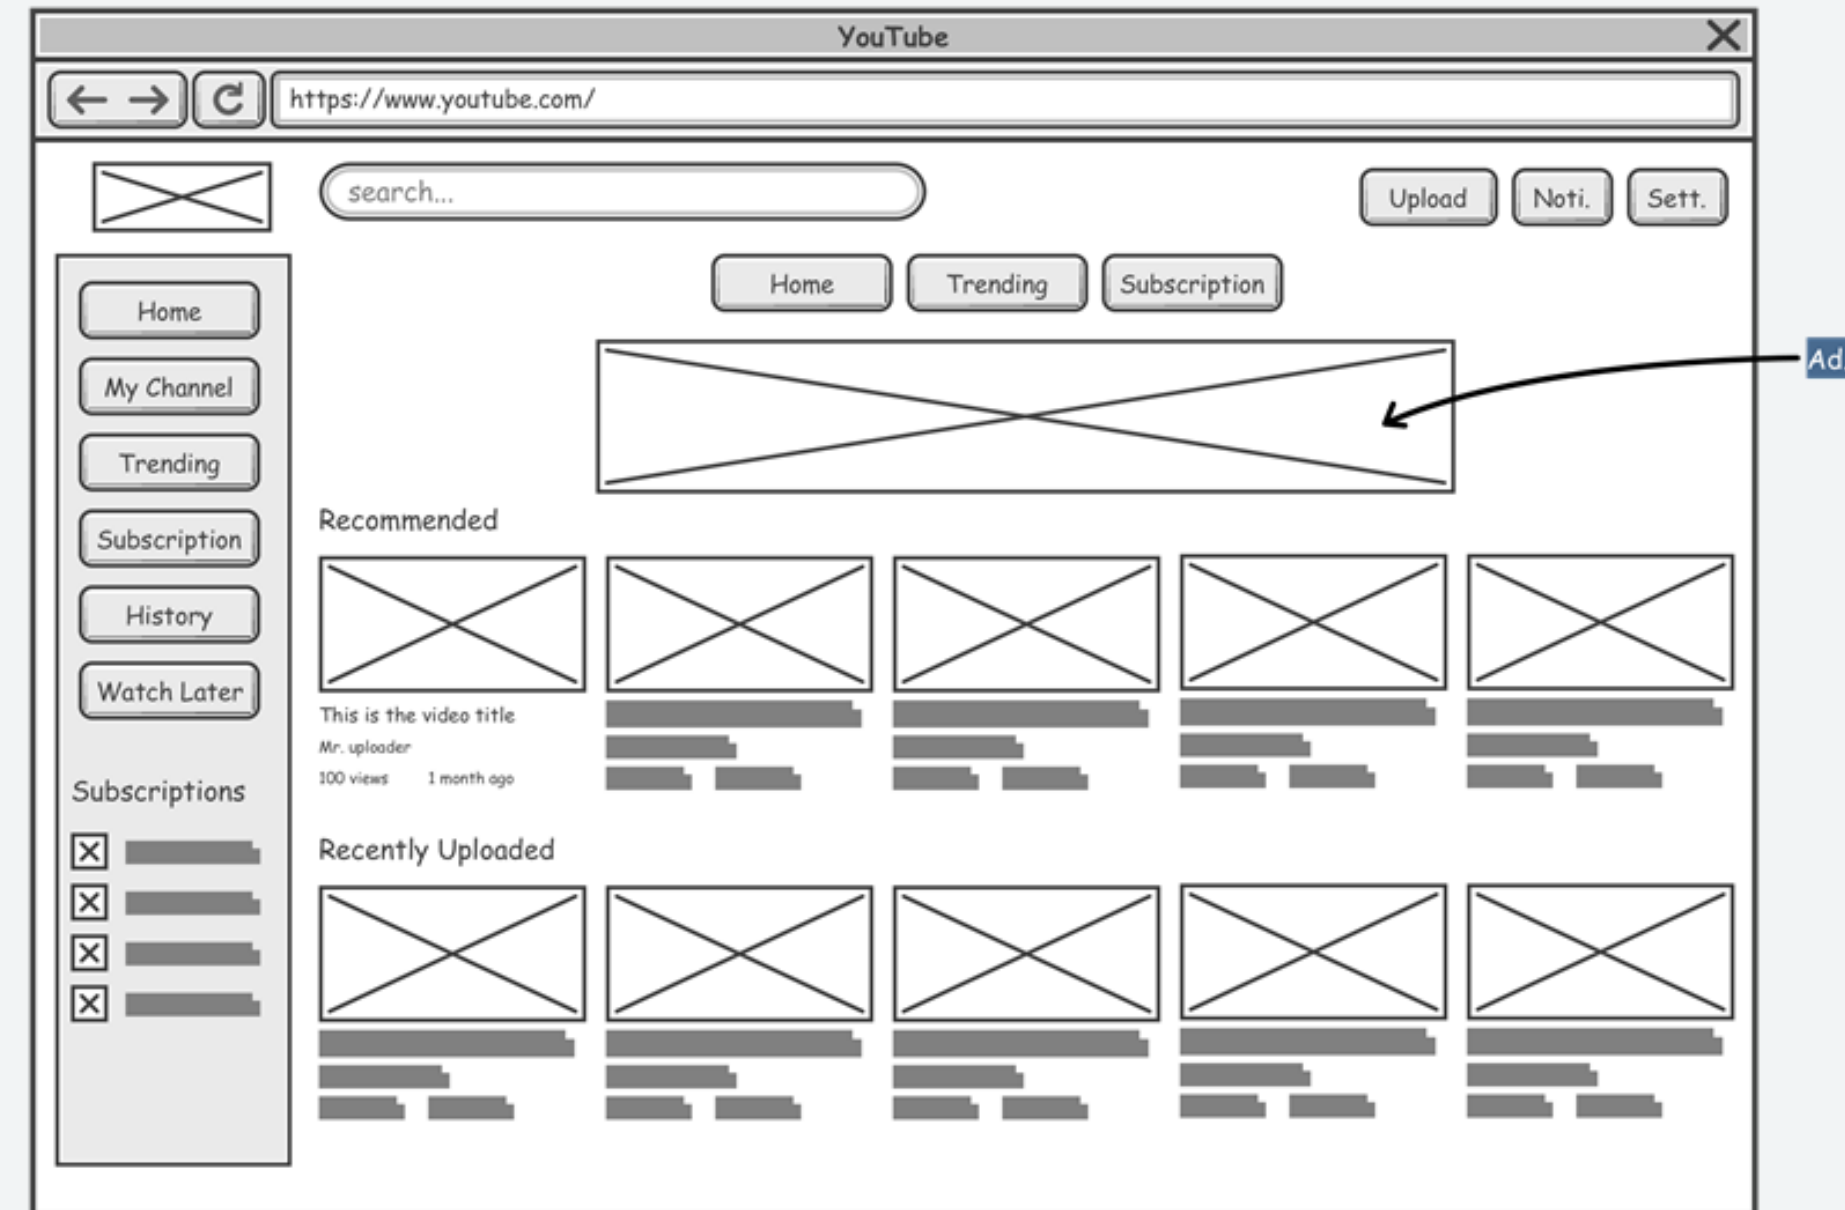 YouTube
https://www.youtube.com/
search...
Upload
Noti.
Sett.
Home
Trending
Subscription
Ad
Home
My Channel
Trending
Subscription
History
Watch Later
Subscriptions
Recommended
This is the video title
Mr. uploader
100 views 1 month ago
Recently Uploaded